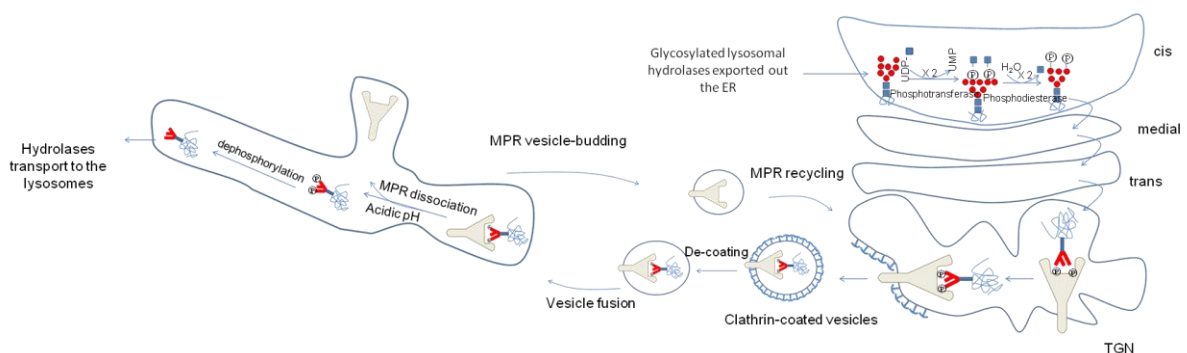 Glycosylated lysosomal
hydrolases exported out
the ER
UDP-
X 2
UMP
H₂O
X 2
P
P
P
P
Phosphotransferase
Phosphodiesterase
cis
medial
trans
TGN
P
P
P
P
Clathrin-coated vesicles
De-coating
Vesicle fusion
MPR recycling
MPR vesicle-budding
MPR dissociation
Acidic pH
P
P
dephosphorylation
Hydrolases
transport to the
lysosomes